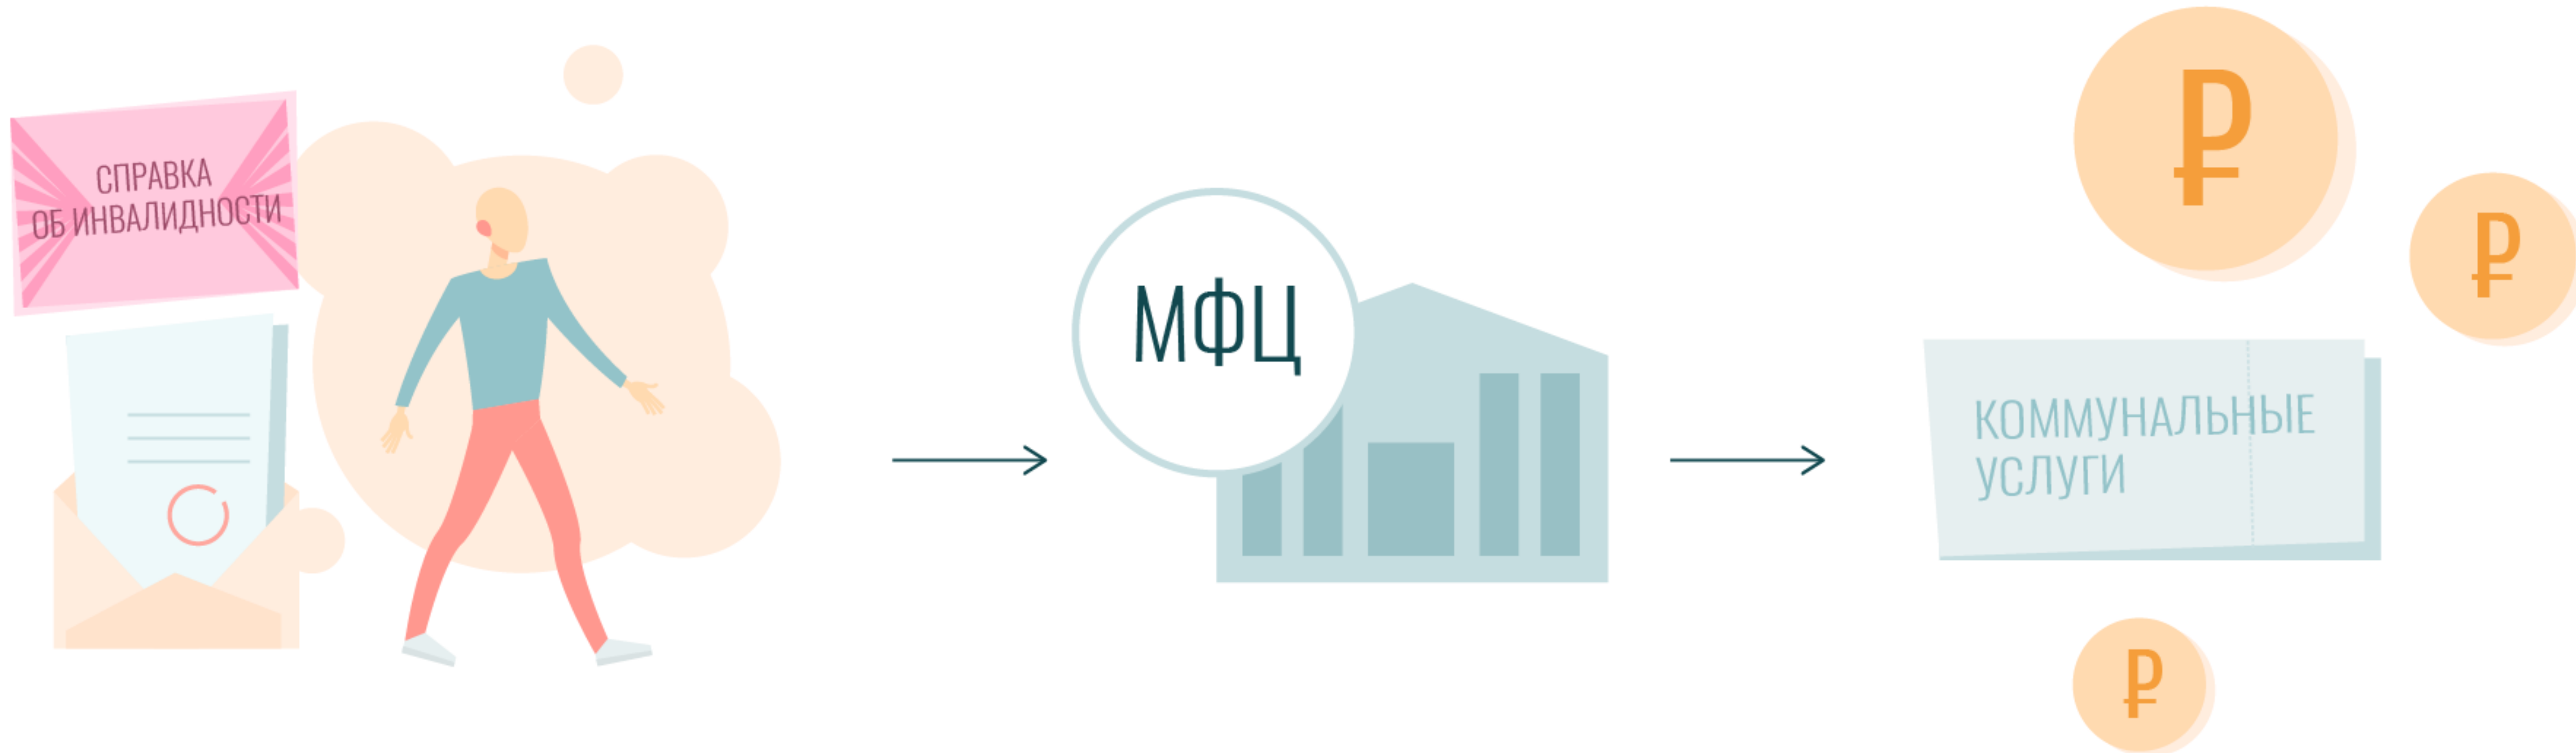 СПРАВКА
ОБ ИНВАЛИДНОСТИ
МФЦ
₽
₽
КОММУНАЛЬНЫЕ
УСЛУГИ
₽